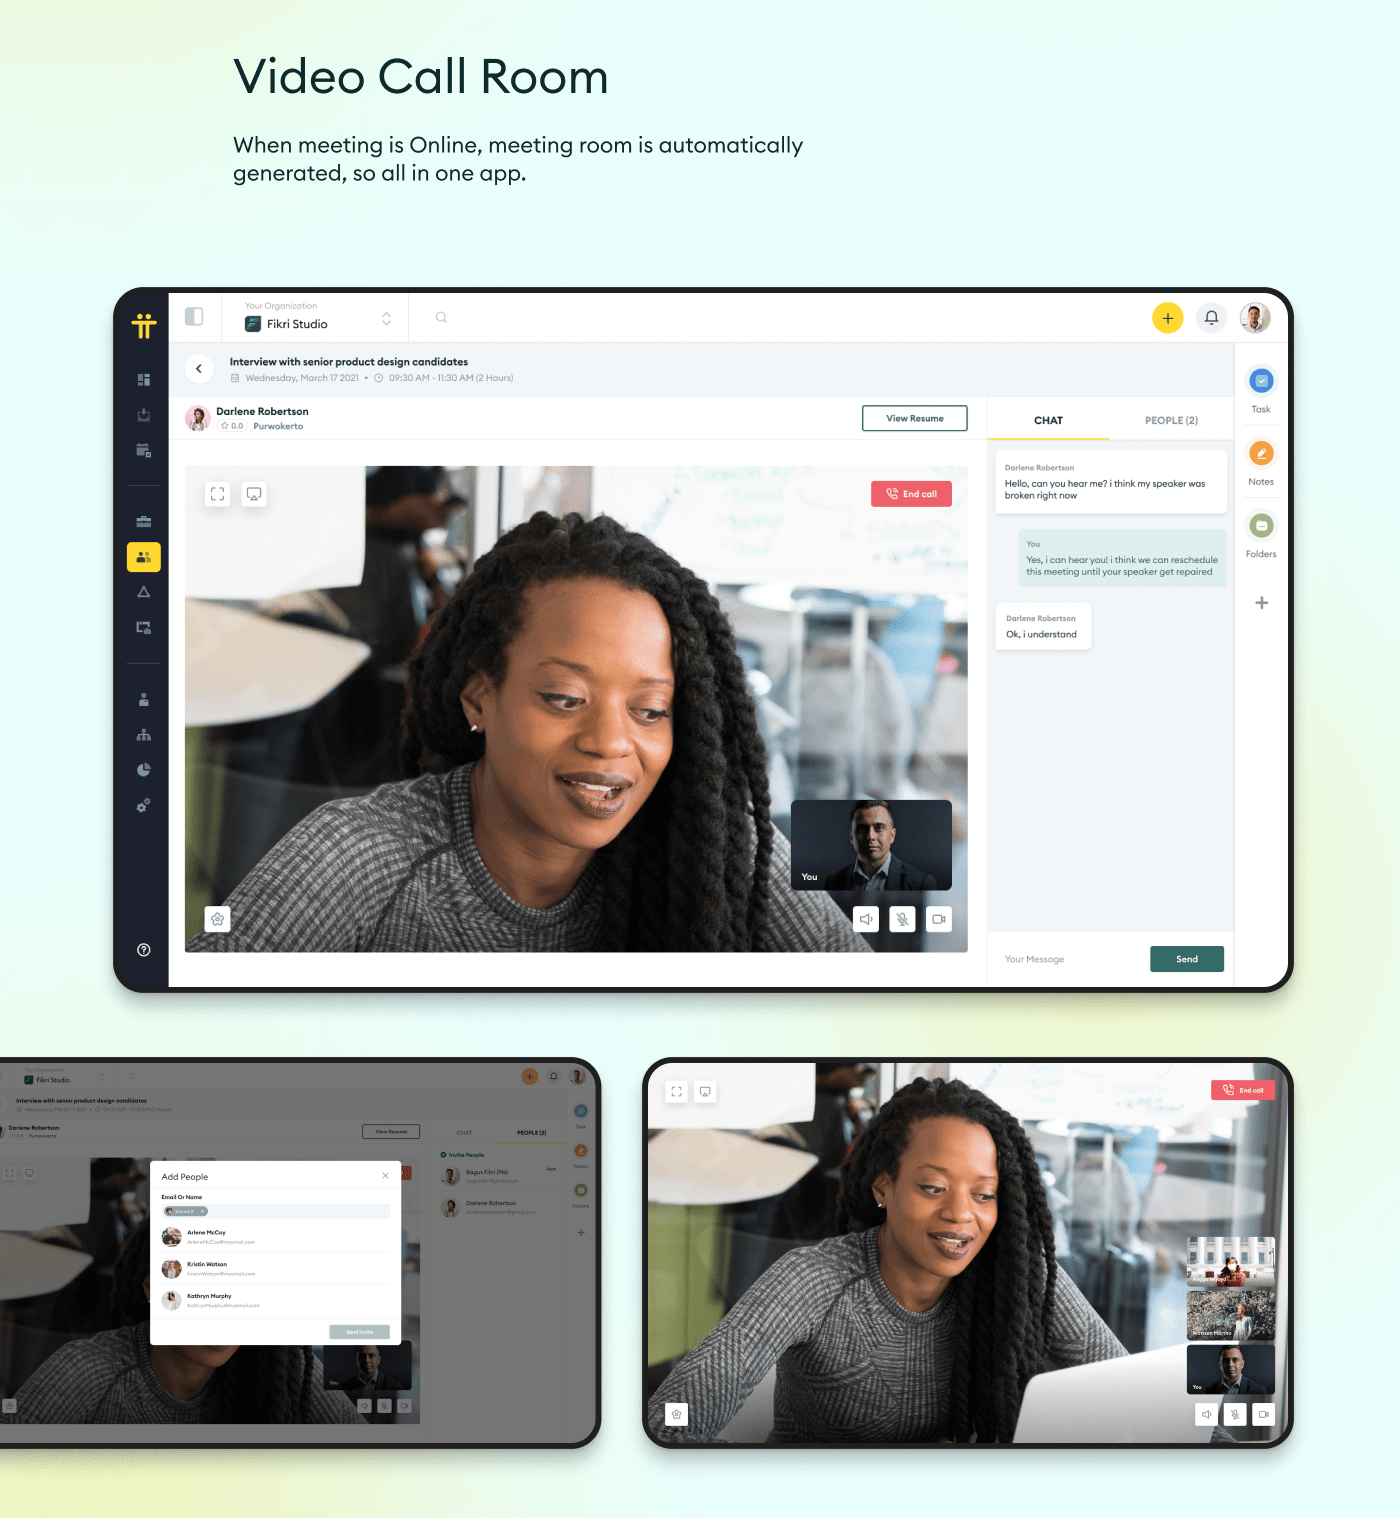 Video Call Room
When meeting is Online, meeting room is automatically
generated, so all in one app.
Your Organization
Fikri Studio
Interview with senior product design candidates
Wednesday, March 17 2021 • 09:30 AM - 11:30 AM (2 Hours)
Darlene Robertson
0.0 Purwokerto
View Resume
CHAT
PEOPLE (2)
Task
Notes
Folders
End call
Darlene Robertson
Hello, can you hear me? i think my speaker was
broken right now
You
Yes, i can hear you! i think we can reschedule
this meeting until your speaker get repaired
Darlene Robertson
Ok, i understand
You
Your Message
Send
Your Organization
Fikri Studio
Interview with senior product design candidates
Darlene Robertson
0.0 Purwokerto
View Resume
CHAT
PEOPLE (2)
Task
Notes
Folders
Invite People
Bagus Fikri (Me)
Darlene Robertson
Add People
Email Or Name
Arlene McCoy
ArleneMcCoy@myemail.com
Kristin Watson
KristinWatson@myemail.com
Kathryn Murphy
KathrynMurphy@myemail.com
Send Invite
You
End call
You